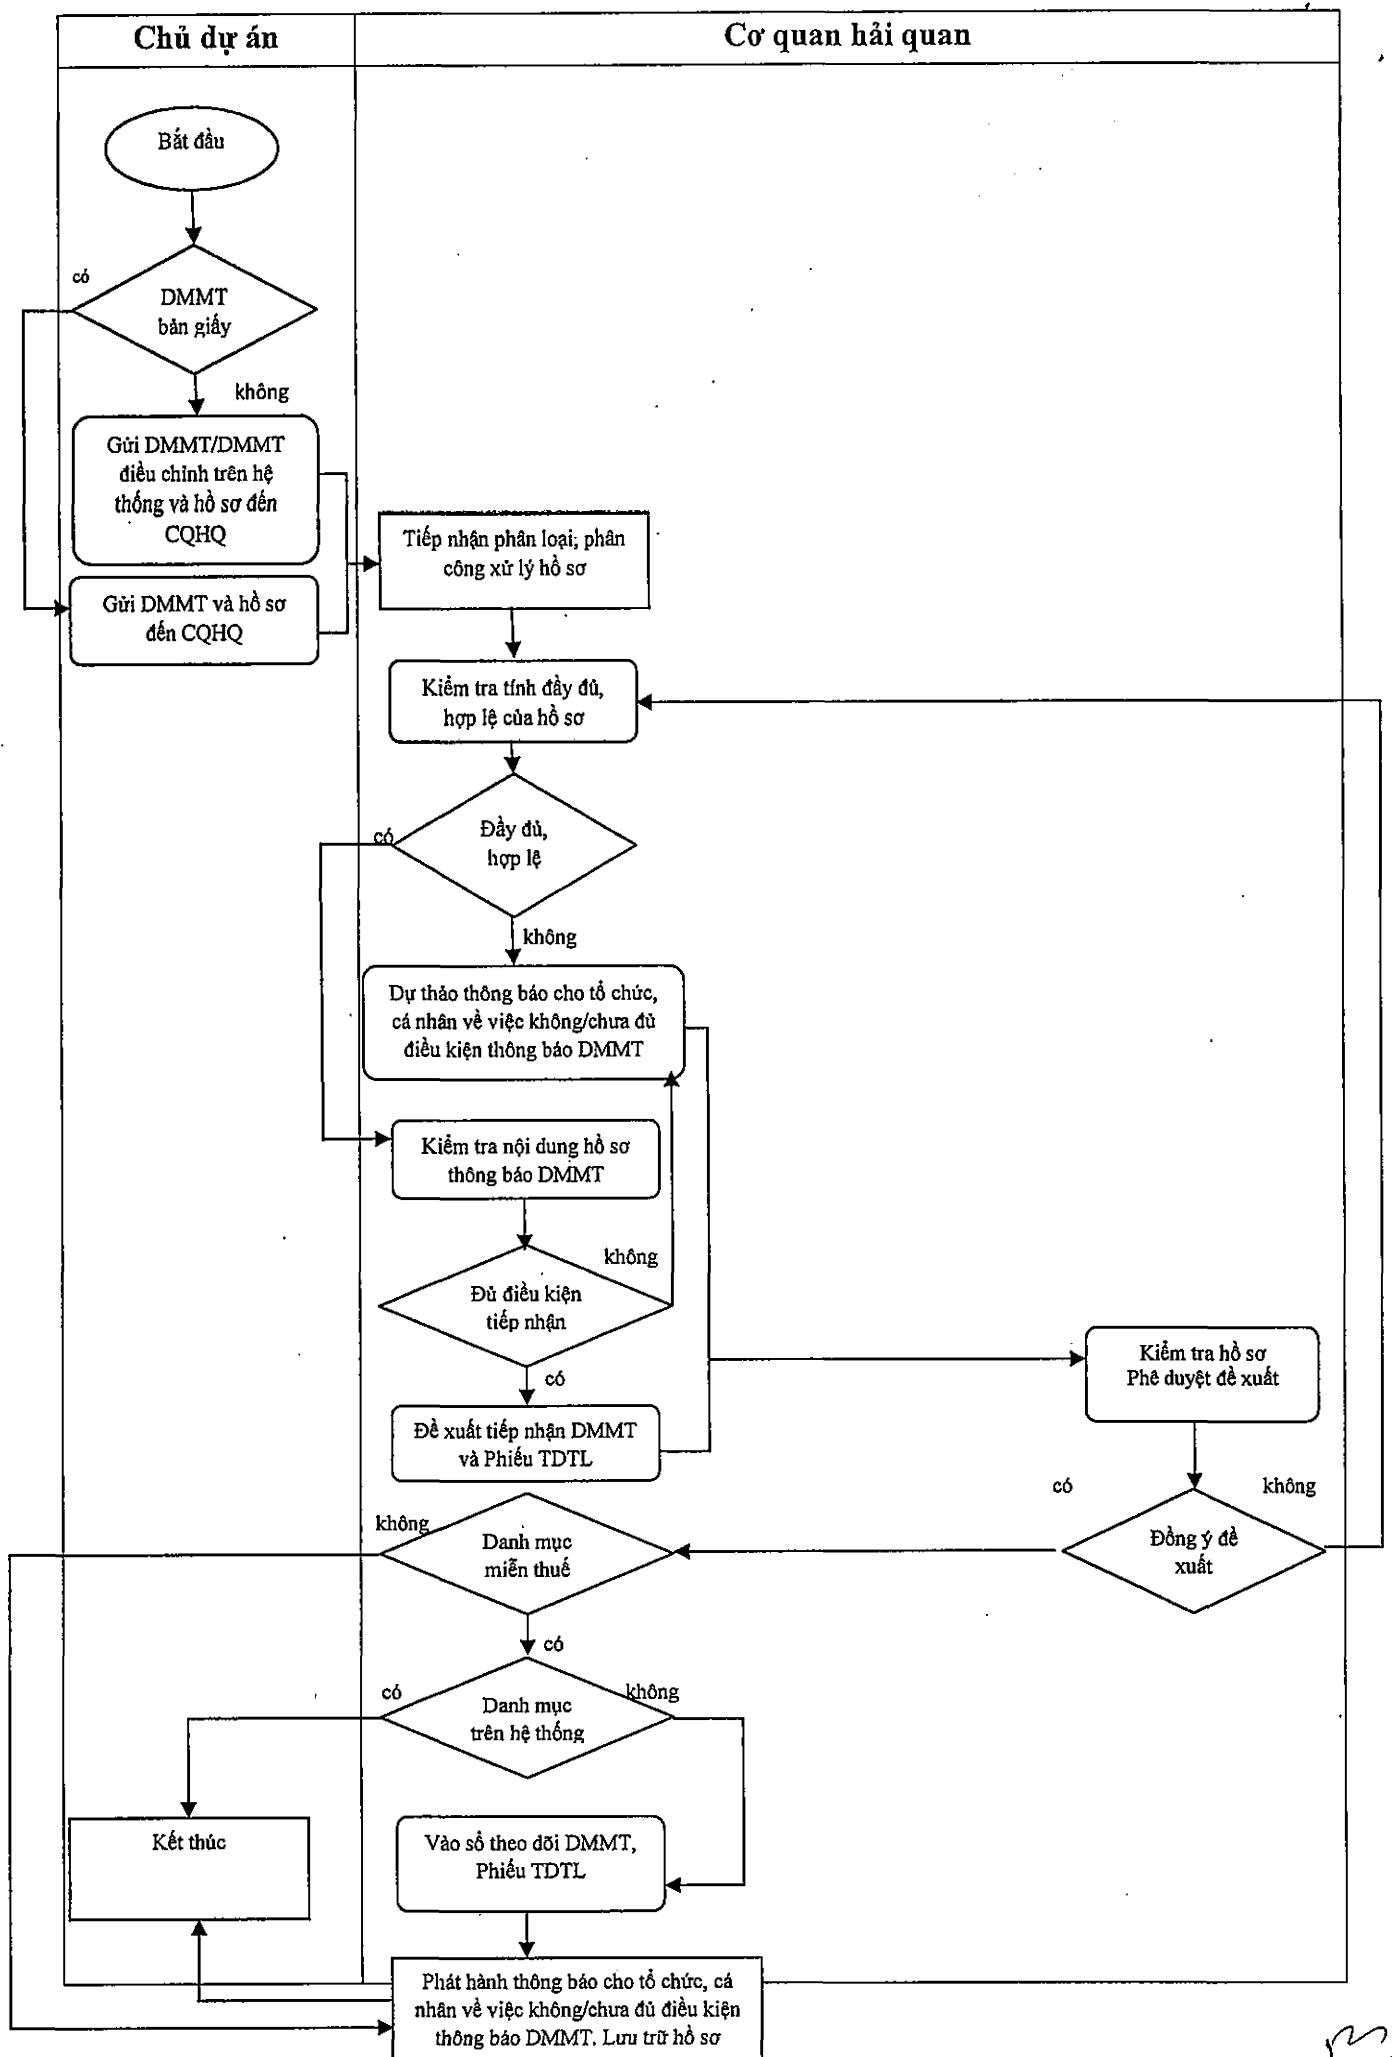 Chủ dự án
Cơ quan hải quan
Bắt đầu
có
DMMT
bản giấy
không
Gửi DMMT/DMMT
điều chỉnh trên hệ
thống và hồ sơ đến
CQHQ
Gửi DMMT và hồ sơ
đến CQHQ
Tiếp nhận phân loại; phân
công xử lý hồ sơ
Kiểm tra tính đầy đủ,
hợp lệ của hồ sơ
có
Đầy đủ,
hợp lệ
không
Dự thảo thông báo cho tổ chức,
cá nhân về việc không/chưa đủ
điều kiện thông báo DMMT
Kiểm tra nội dung hồ sơ
thông báo DMMT
không
Đủ điều kiện
tiếp nhận
có
Đề xuất tiếp nhận DMMT
và Phiếu TDTL
Kiểm tra hồ sơ
Phê duyệt đề xuất
có
không
Đồng ý đề
xuất
không
Danh mục
miễn thuế
có
có
không
Danh mục
trên hệ thống
Kết thúc
Vào sổ theo dõi DMMT,
Phiếu TDTL
Phát hành thông báo cho tổ chức, cá
nhân về việc không/chưa đủ điều kiện
thông báo DMMT. Lưu trữ hồ sơ